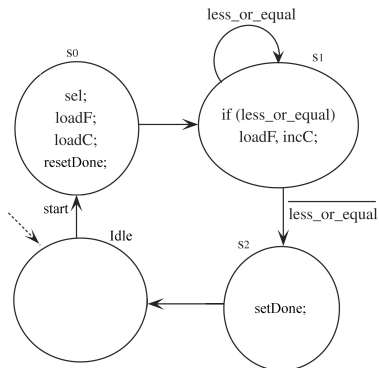 less_or_equal
S0
S1
sel;
loadF;
loadC;
resetDone;
if (less_or_equal)
loadF, incC;
start
less_or_equal
Idle
S2
setDone;